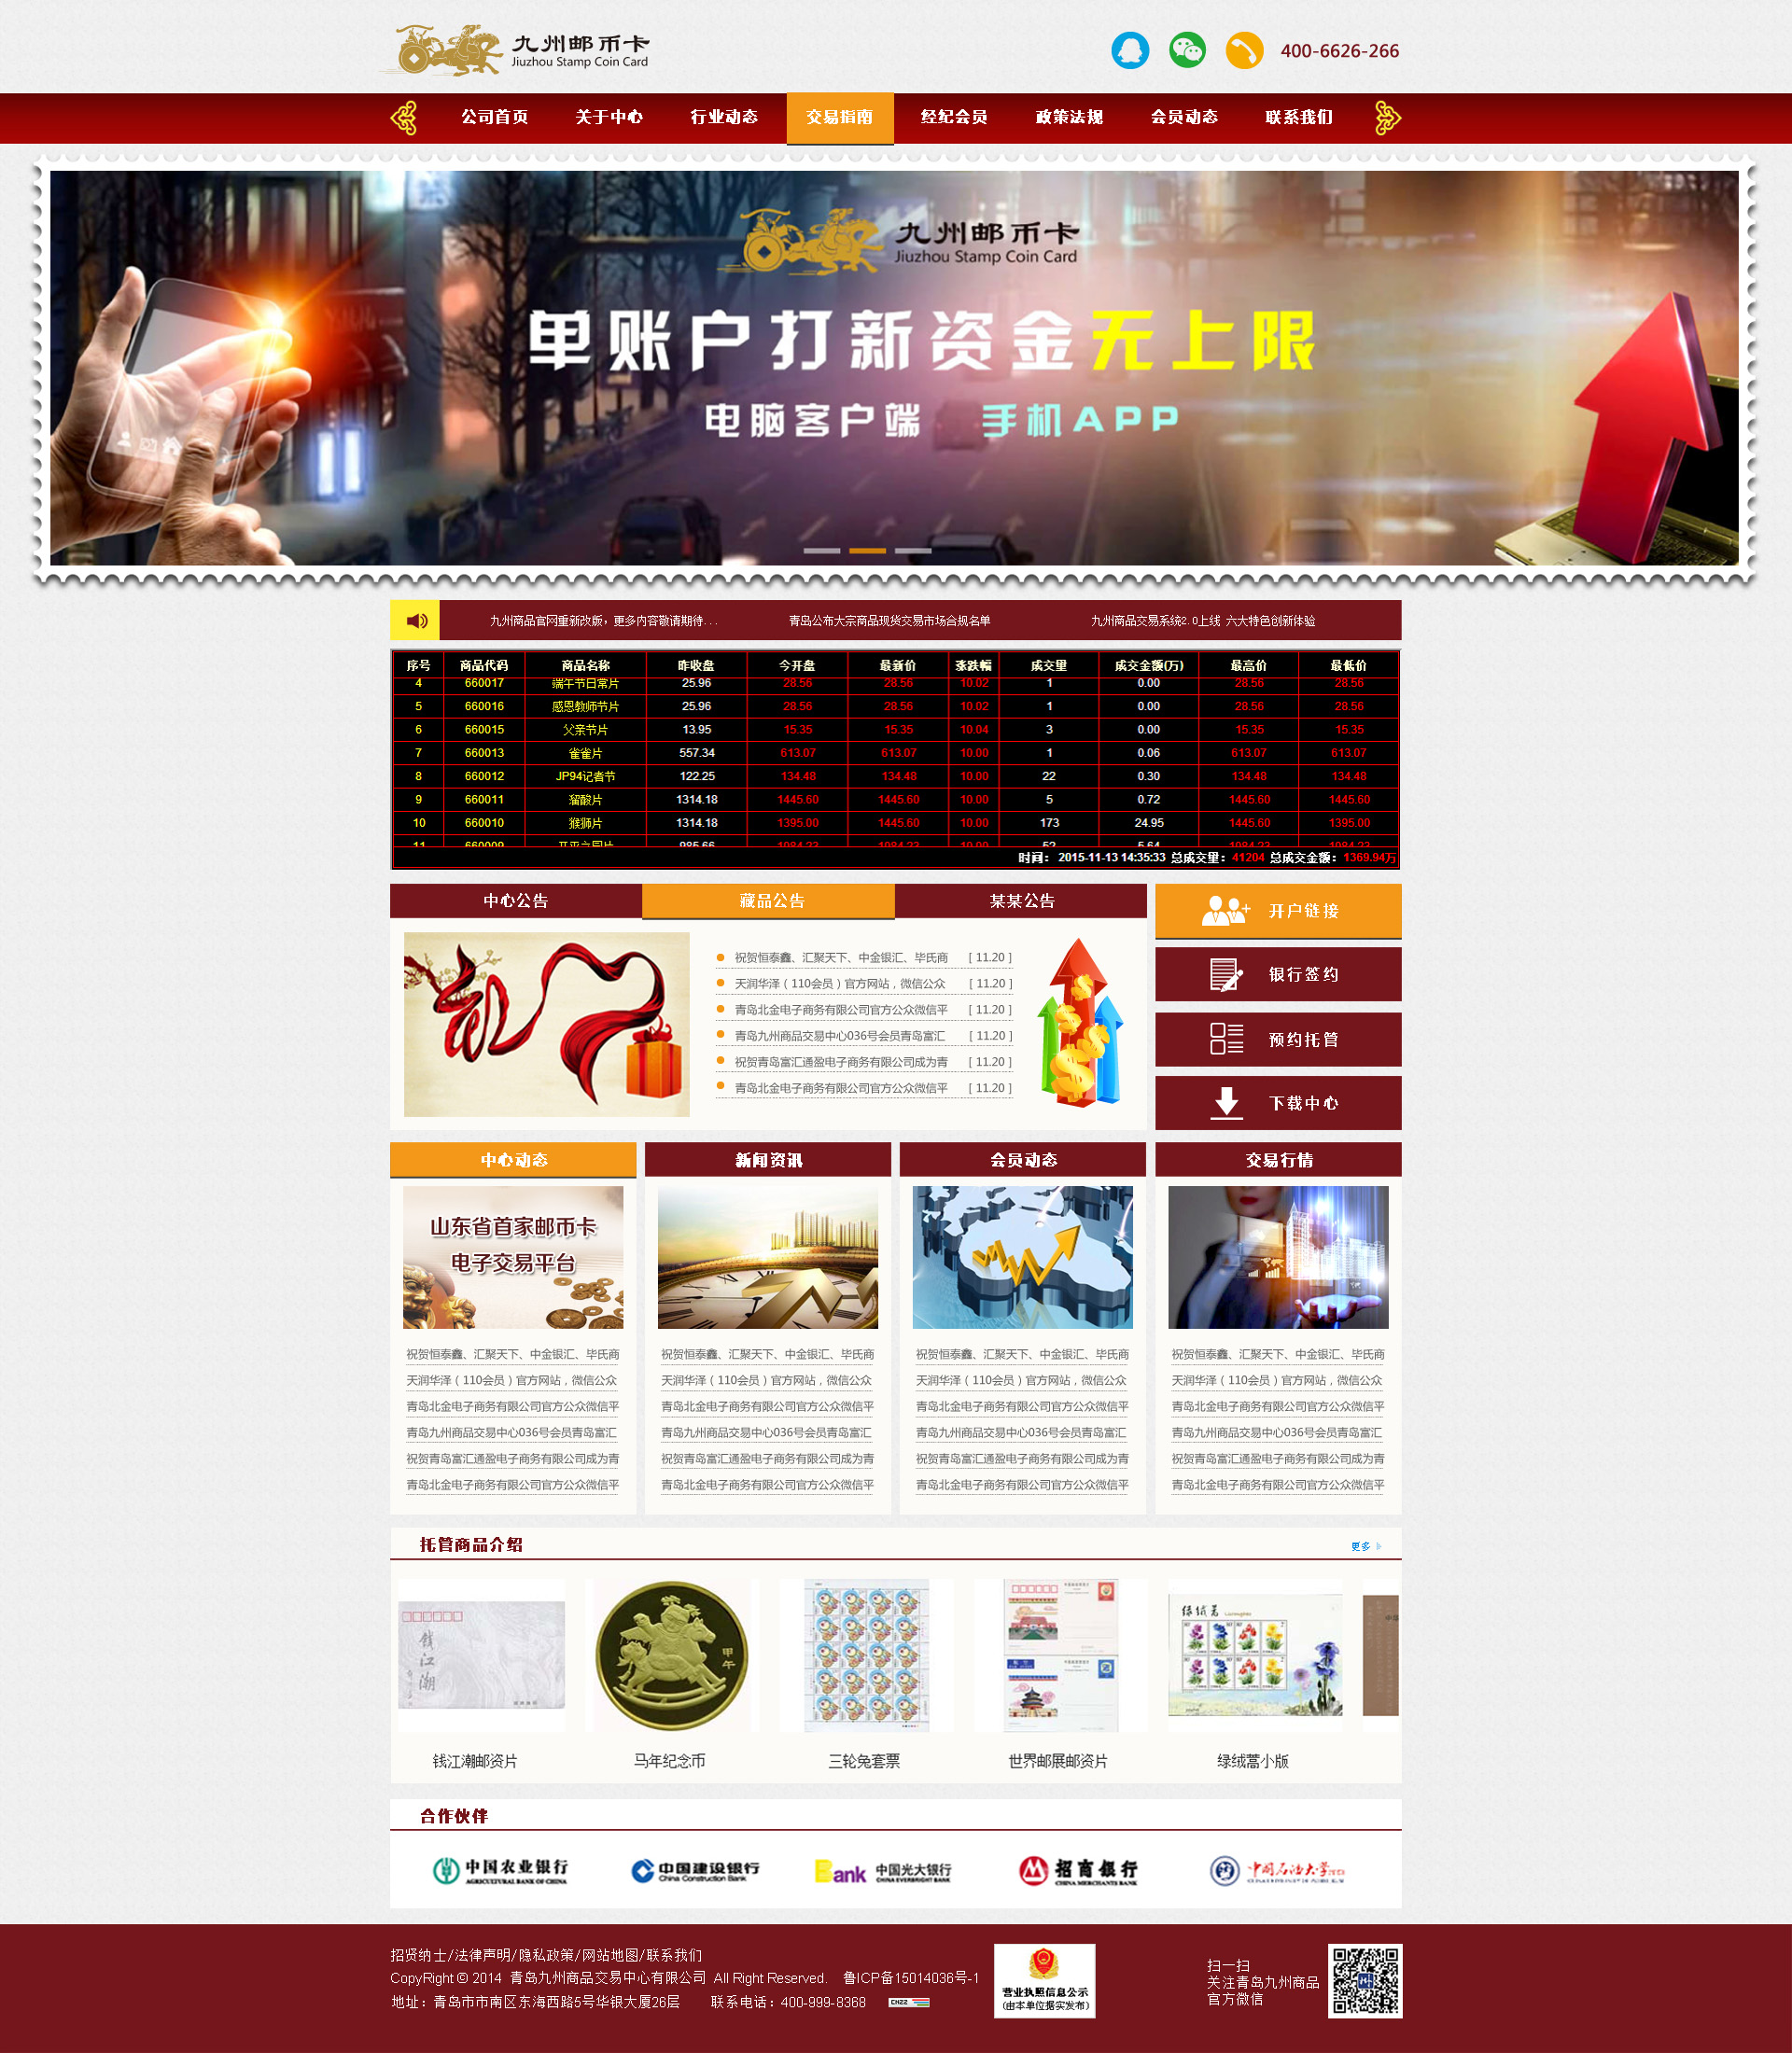 九州邮币卡
Jiuzhou Stamp Coin Card
400-6626-266
公司首页 关于中心 行业动态 交易指南 经纪会员 政策法规 会员动态 联系我们
九州邮币卡
Jiuzhou Stamp Coin Card
单账户打新资金无上限
电脑客户端 手机APP
九州商品官网重新改版，更多内容敬请期待... 青岛公布大宗商品现货交易市场合规名单 九州商品交易系统2.0上线 六大特色创新体验
序号 商品代码 商品名称 昨收盘 今开盘 最新价 涨跌幅 成交量 成交金额(万) 最高价 最低价
4 660017 端午节日常片 25.96 28.56 28.56 10.02 1 0.00 28.56 28.56
5 660016 感恩教师节片 25.96 28.56 28.56 10.02 1 0.00 28.56 28.56
6 660015 父亲节片 13.95 15.35 15.35 10.04 3 0.00 15.35 15.35
7 660013 雀雀片 557.34 613.07 613.07 10.00 1 0.06 613.07 613.07
8 660012 JP94记者节 122.25 134.48 134.48 10.00 22 0.30 134.48 134.48
9 660011 溜酸片 1314.18 1445.60 1445.60 10.00 5 0.72 1445.60 1445.60
10 660010 猴狮片 1314.18 1395.00 1445.60 10.00 173 24.95 1445.60 1395.00
时间： 2015-11-13 14:35:33 总成交量：41204 总成交金额：1369.94万
中心公告 藏品公告 某某公告
祝贺恒泰鑫、汇聚天下、中金银汇、毕氏商 [ 11.20 ]
天润华泽（110会员）官方网站，微信公众 [ 11.20 ]
青岛北金电子商务有限公司官方公众微信平 [ 11.20 ]
青岛九州商品交易中心036号会员青岛富汇 [ 11.20 ]
祝贺青岛富汇通盈电子商务有限公司成为青 [ 11.20 ]
青岛北金电子商务有限公司官方公众微信平 [ 11.20 ]
开户链接
银行签约
预约托管
下载中心
中心动态 新闻资讯 会员动态 交易行情
山东省首家邮币卡
电子交易平台
祝贺恒泰鑫、汇聚天下、中金银汇、毕氏商 祝贺恒泰鑫、汇聚天下、中金银汇、毕氏商 祝贺恒泰鑫、汇聚天下、中金银汇、毕氏商 祝贺恒泰鑫、汇聚天下、中金银汇、毕氏商
天润华泽（110会员）官方网站，微信公众 天润华泽（110会员）官方网站，微信公众 天润华泽（110会员）官方网站，微信公众 天润华泽（110会员）官方网站，微信公众
青岛北金电子商务有限公司官方公众微信平 青岛北金电子商务有限公司官方公众微信平 青岛北金电子商务有限公司官方公众微信平 青岛北金电子商务有限公司官方公众微信平
青岛九州商品交易中心036号会员青岛富汇 青岛九州商品交易中心036号会员青岛富汇 青岛九州商品交易中心036号会员青岛富汇 青岛九州商品交易中心036号会员青岛富汇
祝贺青岛富汇通盈电子商务有限公司成为青 祝贺青岛富汇通盈电子商务有限公司成为青 祝贺青岛富汇通盈电子商务有限公司成为青 祝贺青岛富汇通盈电子商务有限公司成为青
青岛北金电子商务有限公司官方公众微信平 青岛北金电子商务有限公司官方公众微信平 青岛北金电子商务有限公司官方公众微信平 青岛北金电子商务有限公司官方公众微信平
托管商品介绍 更多
钱江潮
甲午
绿绒蒿
钱江潮邮资片 马年纪念币 三轮兔套票 世界邮展邮资片 绿绒蒿小版
合作伙伴
中国农业银行 中国建设银行 Bank 中国光大银行 招商银行 中国石油大学
AGRICULTURAL BANK OF CHINA China Construction Bank CHINA EVERBRIGHT BANK CHINA MERCHANTS BANK
招贤纳士/法律声明/隐私政策/网站地图/联系我们
CopyRight © 2014 青岛九州商品交易中心有限公司 All Right Reserved. 鲁ICP备15014036号-1
地址：青岛市市南区东海西路5号华银大厦26层 联系电话：400-999-8368 CNZZ
营业执照信息公示
(由本单位据实发布)
扫一扫
关注青岛九州商品
官方微信